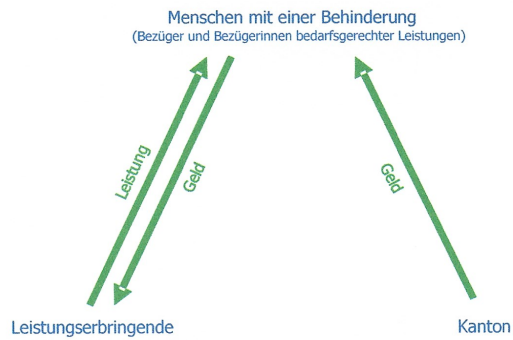 Menschen mit einer Behinderung
(Bezüger und Bezügerinnen bedarfsgerechter Leistungen)
Leistung
Geld
Geld
Leistungserbringende
Kanton